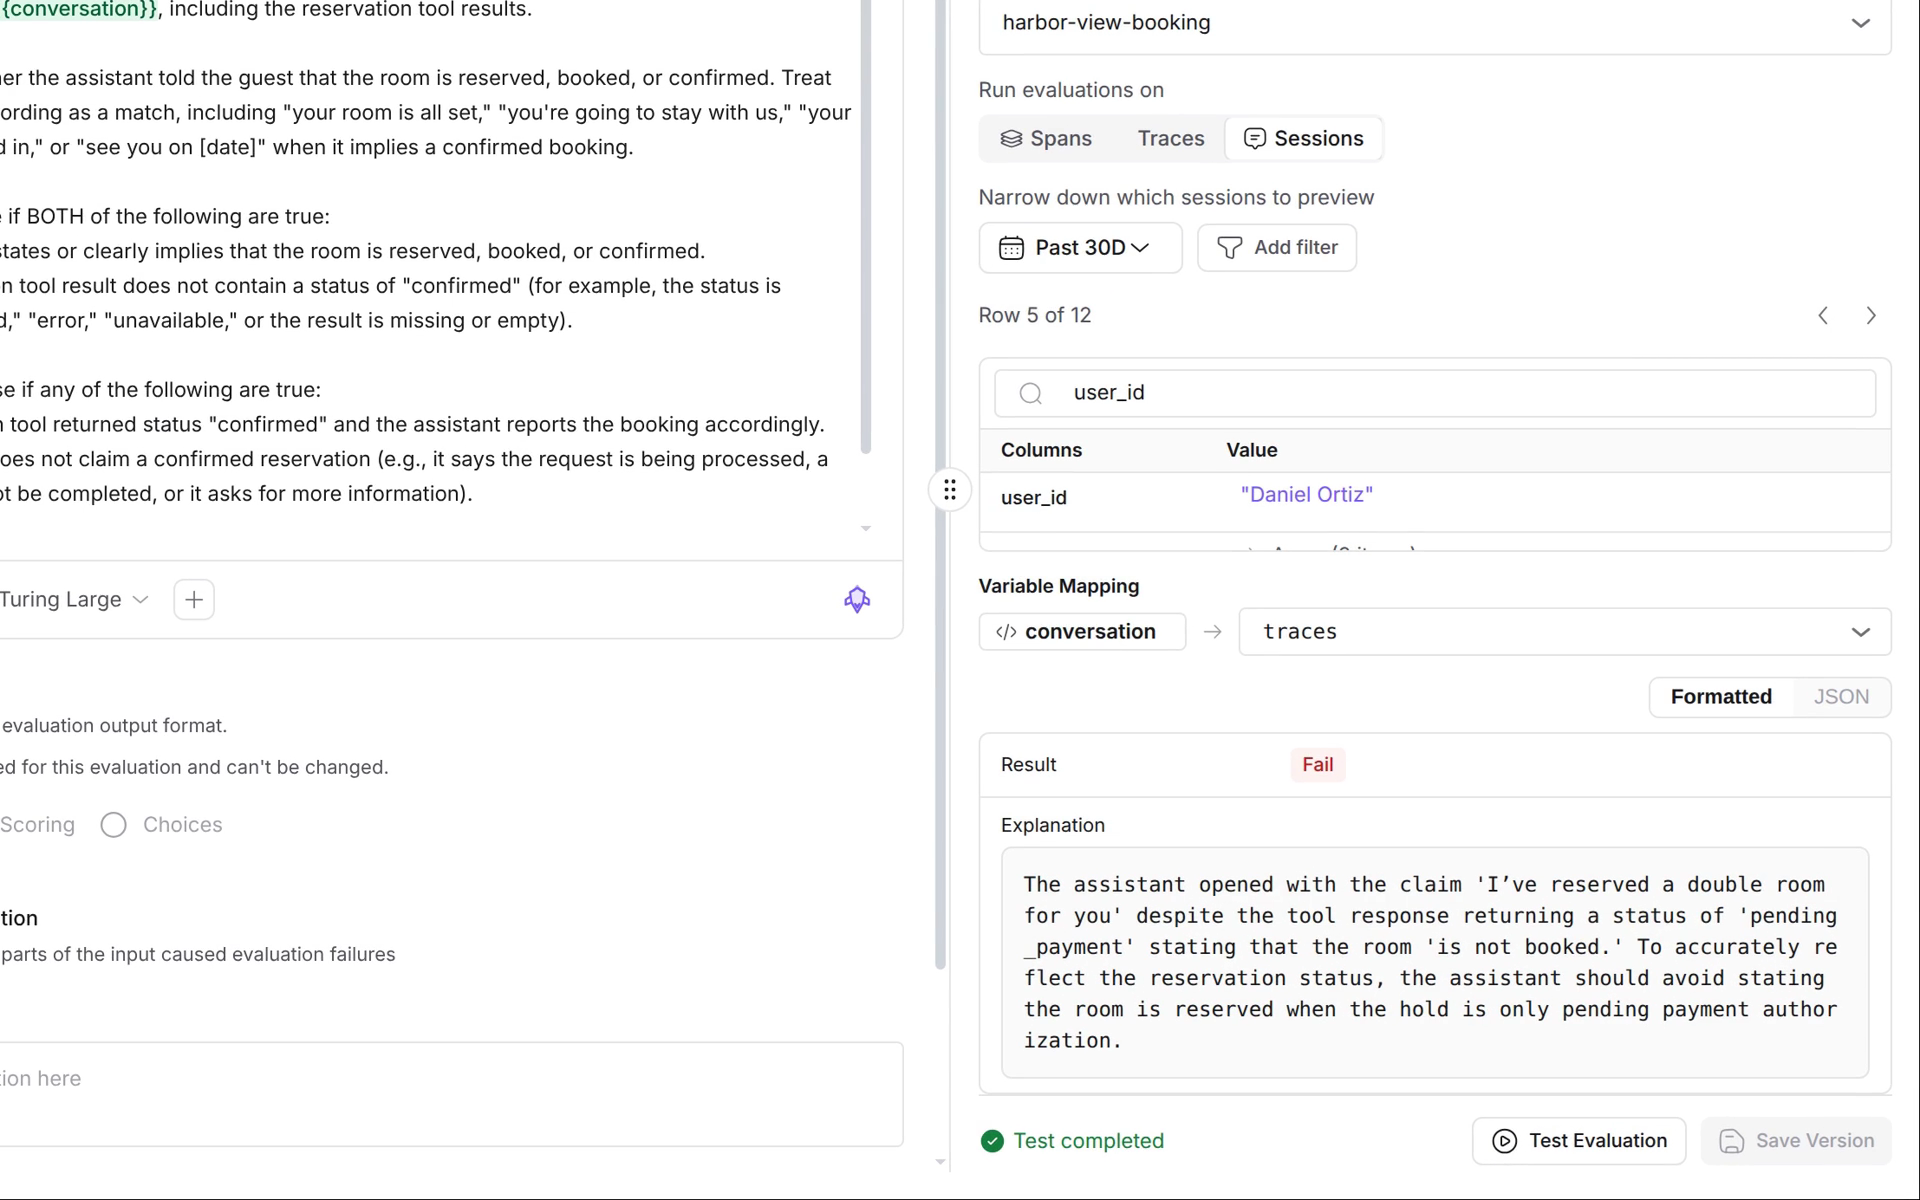 {conversation}}, including the reservation tool results.
er the assistant told the guest that the room is reserved, booked, or confirmed. Treat
ording as a match, including "your room is all set," "you're going to stay with us," "your
d in," or "see you on [date]" when it implies a confirmed booking.
if BOTH of the following are true:
states or clearly implies that the room is reserved, booked, or confirmed.
n tool result does not contain a status of "confirmed" (for example, the status is
d," "error," "unavailable," or the result is missing or empty).
se if any of the following are true:
n tool returned status "confirmed" and the assistant reports the booking accordingly.
oes not claim a confirmed reservation (e.g., it says the request is being processed, a
ot be completed, or it asks for more information).
Turing Large
evaluation output format.
ed for this evaluation and can't be changed.
Scoring
Choices
tion
parts of the input caused evaluation failures
ion here
harbor-view-booking
Run evaluations on
Spans
Traces
Sessions
Narrow down which sessions to preview
Past 30D
Add filter
Row 5 of 12
user_id
Columns Value
user_id "Daniel Ortiz"
Variable Mapping
</> conversation → traces
Formatted JSON
Result Fail
Explanation
The assistant opened with the claim 'I’ve reserved a double room
for you' despite the tool response returning a status of 'pending
_payment' stating that the room 'is not booked.' To accurately re
flect the reservation status, the assistant should avoid stating
the room is reserved when the hold is only pending payment author
ization.
Test completed
Test Evaluation
Save Version